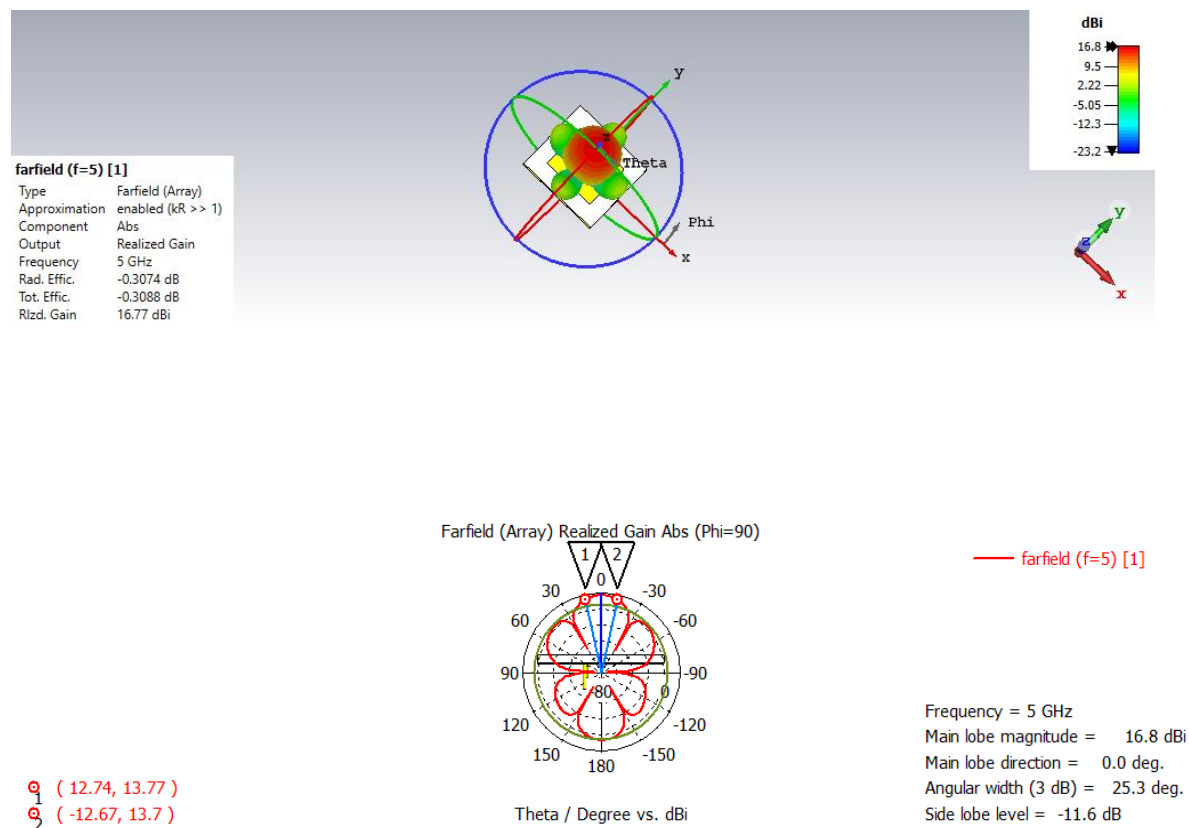 dBi
16.8
9.5
2.22
-5.05
-12.3
-23.2
y
z
Theta
Phi
x
farfield (f=5) [1]
Type Farfield (Array)
Approximation enabled (kR >> 1)
Component Abs
Output Realized Gain
Frequency 5 GHz
Rad. Effic. -0.3074 dB
Tot. Effic. -0.3088 dB
Rlzd. Gain 16.77 dBi
y
z
x
Farfield (Array) Realized Gain Abs (Phi=90)
1 2
0
30 -30
60 -60
90 -90
-80 0
120 -120
150 -150
180
Theta / Degree vs. dBi
farfield (f=5) [1]
Frequency = 5 GHz
Main lobe magnitude = 16.8 dBi
Main lobe direction = 0.0 deg.
Angular width (3 dB) = 25.3 deg.
Side lobe level = -11.6 dB
1 ( 12.74, 13.77 )
2 ( -12.67, 13.7 )